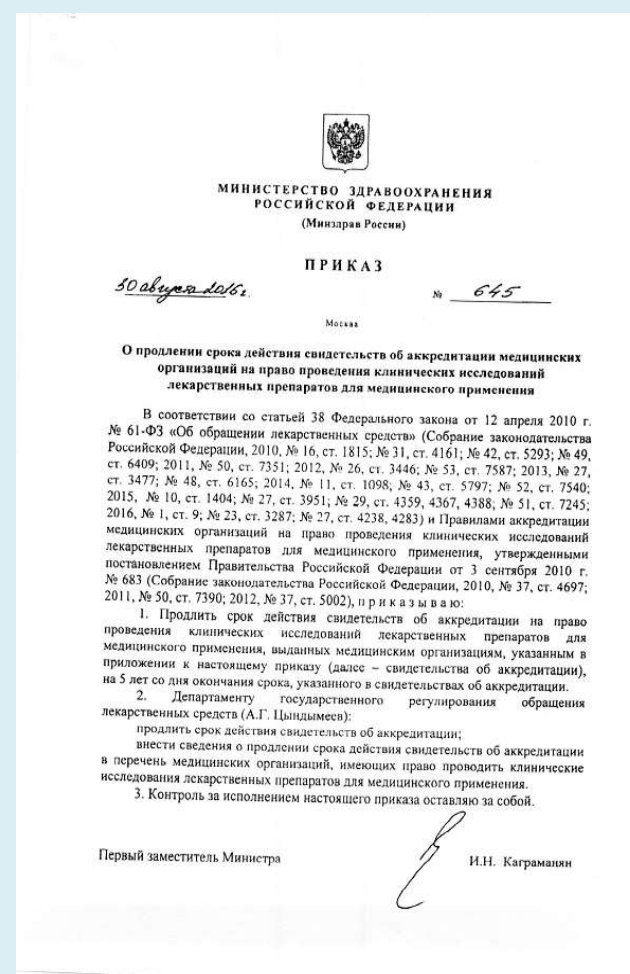 МИНИСТЕРСТВО ЗДРАВООХРАНЕНИЯ
РОССИЙСКОЙ ФЕДЕРАЦИИ
(Минздрав России)
ПРИКАЗ
30 августа 2016 г.
№ 645
Москва
О продлении срока действия свидетельств об аккредитации медицинских
организаций на право проведения клинических исследований
лекарственных препаратов для медицинского применения
В соответствии со статьей 38 Федерального закона от 12 апреля 2010 г.
№ 61-ФЗ «Об обращении лекарственных средств» (Собрание законодательства
Российской Федерации, 2010, № 16, ст. 1815; № 31, ст. 4161; № 42, ст. 5293; № 49,
ст. 6409; 2011, № 50, ст. 7351; 2012, № 26, ст. 3446; № 53, ст. 7587; 2013, № 27,
ст. 3477; № 48, ст. 6165; 2014, № 11, ст. 1098; № 43, ст. 5797; № 52, ст. 7540;
2015, № 10, ст. 1404; № 27, ст. 3951; № 29, ст. 4359, 4367, 4388; № 51, ст. 7245;
2016, № 1, ст. 9; № 23, ст. 3287; № 27, ст. 4238, 4283) и Правилами аккредитации
медицинских организаций на право проведения клинических исследований
лекарственных препаратов для медицинского применения, утвержденными
постановлением Правительства Российской Федерации от 3 сентября 2010 г.
№ 683 (Собрание законодательства Российской Федерации, 2010, № 37, ст. 4697;
2011, № 50, ст. 7390; 2012, № 37, ст. 5002), п р и к а з ы в а ю:
1. Продлить срок действия свидетельств об аккредитации на право
проведения клинических исследований лекарственных препаратов для
медицинского применения, выданных медицинским организациям, указанным в
приложении к настоящему приказу (далее – свидетельства об аккредитации),
на 5 лет со дня окончания срока, указанного в свидетельствах об аккредитации.
2. Департаменту государственного регулирования обращения
лекарственных средств (А.Г. Цындымеев):
продлить срок действия свидетельств об аккредитации;
внести сведения о продлении срока действия свидетельств об аккредитации
в перечень медицинских организаций, имеющих право проводить клинические
исследования лекарственных препаратов для медицинского применения.
3. Контроль за исполнением настоящего приказа оставляю за собой.
Первый заместитель Министра
И.Н. Каграманян